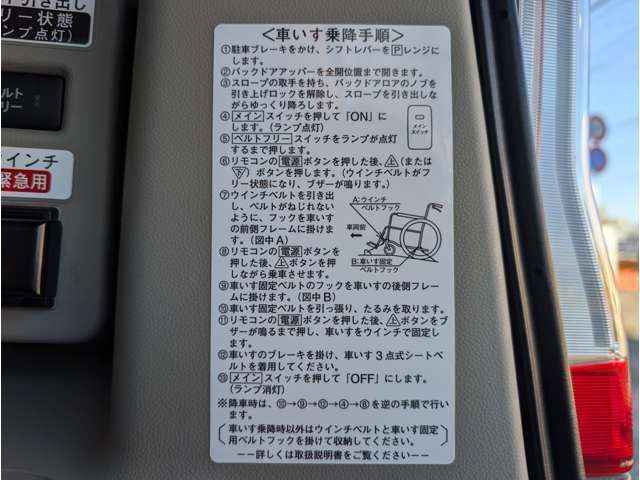 き出し
リー状態
ンプ点灯)
ルト
リー
インチ
緊急用
<車いす乗降手順>
①駐車ブレーキをかけ、シフトレバーをPレンジに
します。
②バックドアアッパーを全開位置まで開きます。
③スロープの取手を持ち、バックドアロアのノブを
引き上げロックを解除し、スロープを引き出しな
がらゆっくり降ろします。
④メインスイッチを押して「ON」に
します。(ランプ点灯)
⑤ベルトフリースイッチをランプが点灯
するまで押します。
メイン
スイッチ
⑥リモコンの電源ボタンを押した後、上(または
下)ボタンを押します。(ウインチベルトがフ
リー状態になり、ブザーが鳴ります。)
⑦ウインチベルトを引き出
し、ベルトがねじれない
ように、フックを車いす
の前側フレームに掛けま
す。(図中A)
A:ウインチ
ベルトフック
車両前
B:車いす固定
ベルトフック
⑧リモコンの電源ボタンを
押した後、上ボタンを押
しながら乗車させます。
⑨車いす固定ベルトのフックを車いすの後側フレー
ムに掛けます。(図中B)
⑩車いす固定ベルトを引っ張り、たるみを取ります。
⑪リモコンの電源ボタンを押した後、上ボタンをブ
ザーが鳴るまで押し、車いすをウインチで固定し
ます。
⑫車いすのブレーキを掛け、車いす3点式シートベ
ルトを着用してください。
⑬メインスイッチを押して「OFF」にします。
(ランプ消灯)
※降車時は、⑩→⑨→⑫→④→⑧を逆の手順で行い
ます。
(車いす乗降時以外はウインチベルトと車いす固定
用ベルトフックを掛けて収納してください。)
――詳しくは取扱説明書をご覧ください――